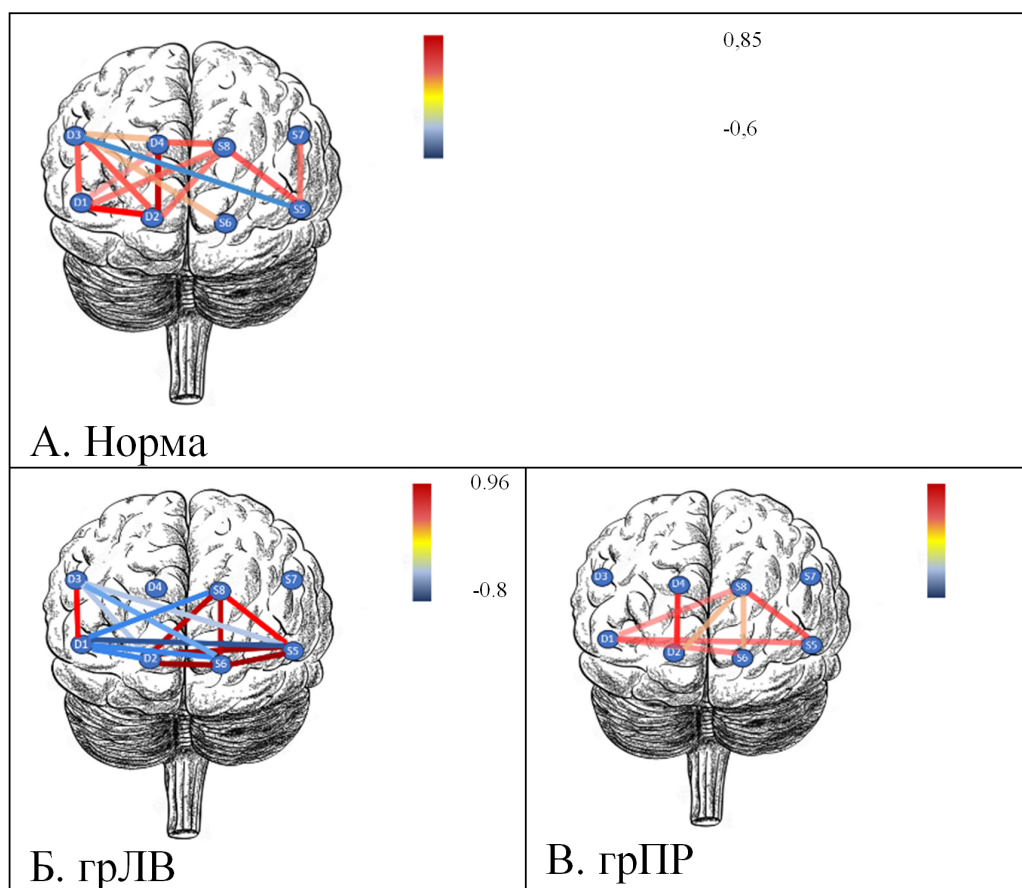 0,85
-0,6
D3
D4
S8
S7
D1
D2
S6
S5
А. Норма
0.96
-0.8
D3
D4
S8
S7
D1
D2
S6
S5
Б. грЛВ
D3
D4
S8
S7
D1
D2
S6
S5
В. грПР